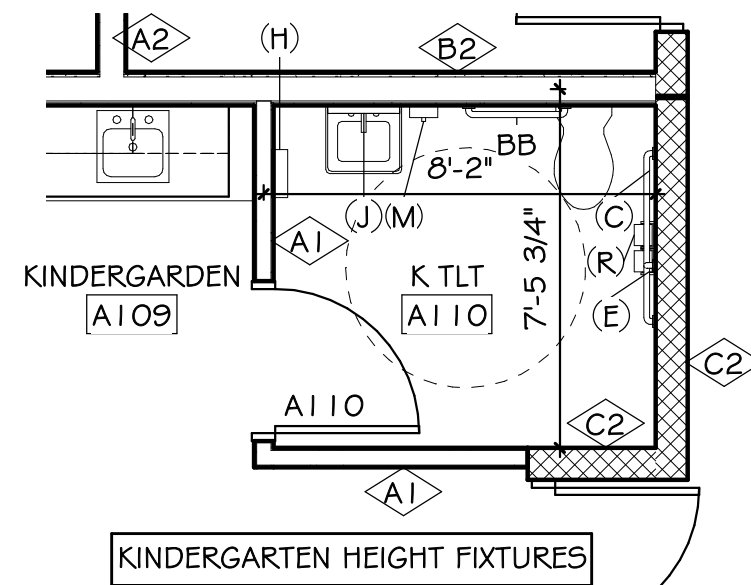 A2
(H)
B2
BB
8'-2"
(J)(M)
(C)
A1
7'-5 3/4"
(R)
KINDERGARDEN
K TLT
A109
A110
(E)
C2
A110
C2
A1
KINDERGARTEN HEIGHT FIXTURES